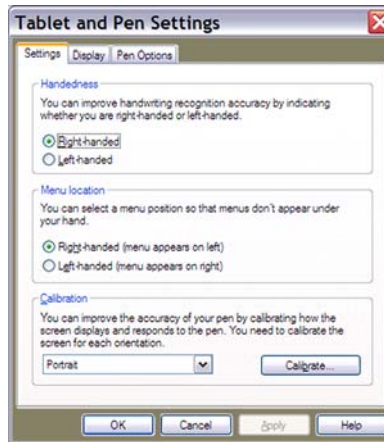 Tablet and Pen Settings
Settings Display Pen Options
Handedness
You can improve handwriting recognition accuracy by indicating
whether you are right-handed or left-handed.
Right-handed
Left-handed
Menu location
You can select a menu position so that menus don't appear under
your hand.
Right-handed (menu appears on left)
Left-handed (menu appears on right)
Calibration
You can improve the accuracy of your pen by calibrating how the
screen displays and responds to the pen. You need to calibrate the
screen for each orientation.
Portrait Calibrate...
OK Cancel Apply Help